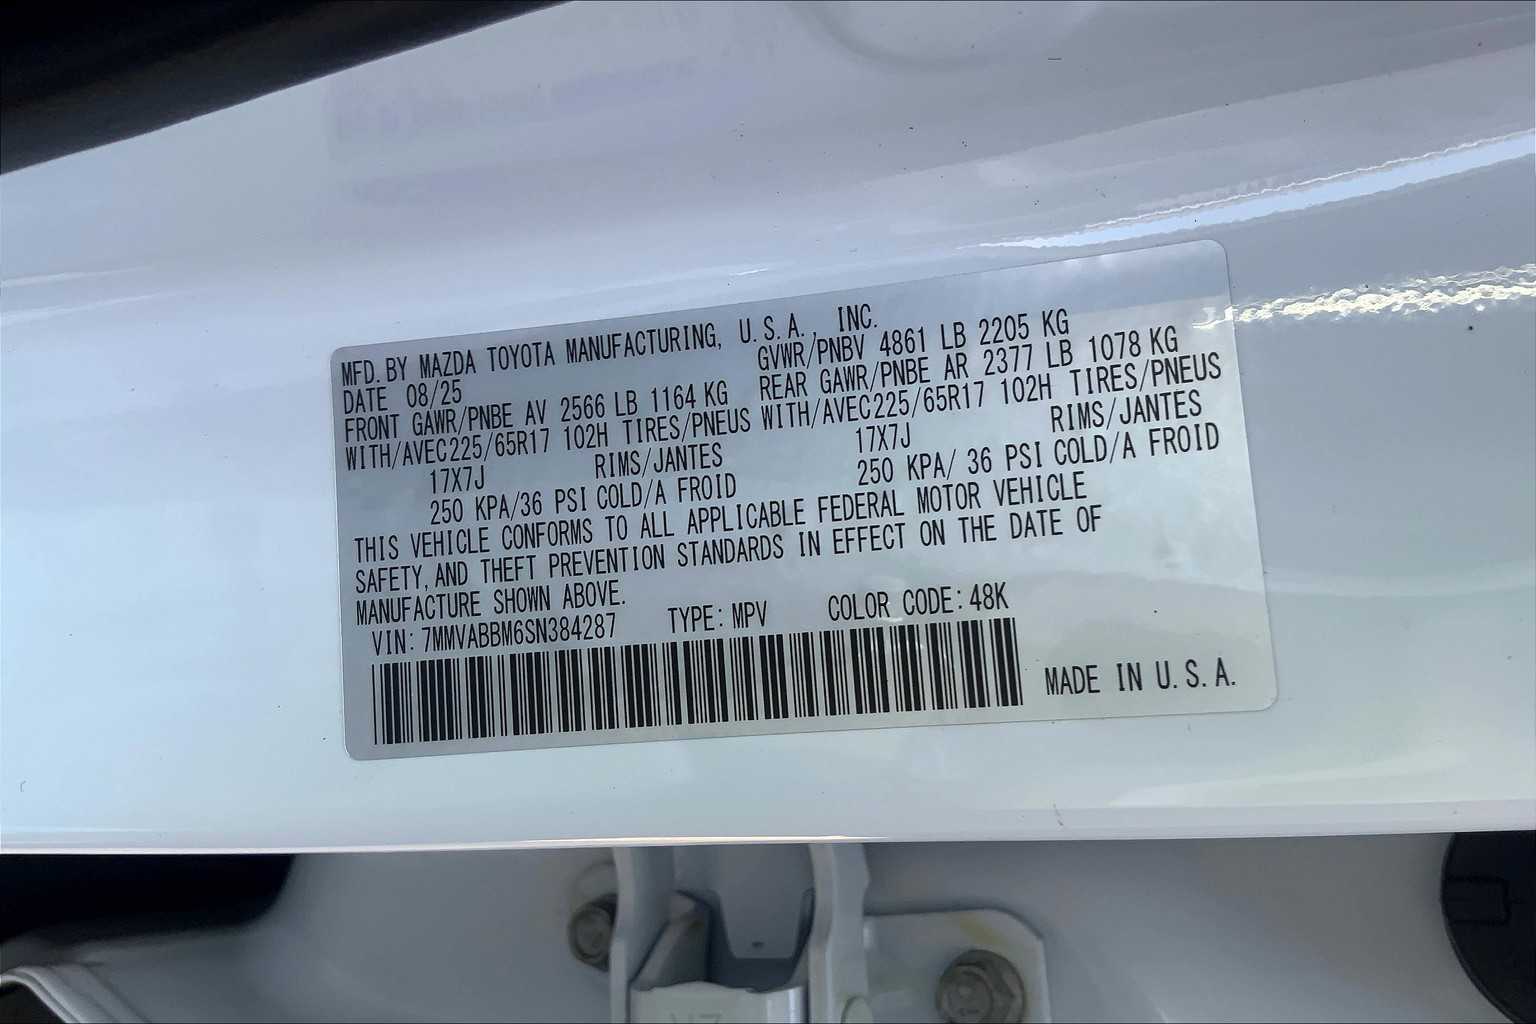 MFD. BY MAZDA TOYOTA MANUFACTURING, U.S.A., INC.
DATE 08/25 GVWR/PNBV 4861 LB 2205 KG
FRONT GAWR/PNBE AV 2566 LB 1164 KG REAR GAWR/PNBE AR 2377 LB 1078 KG
WITH/AVEC225/65R17 102H TIRES/PNEUS WITH/AVEC225/65R17 102H TIRES/PNEUS
17X7J RIMS/JANTES 17X7J RIMS/JANTES
250 KPA/36 PSI COLD/A FROID 250 KPA/ 36 PSI COLD/A FROID
THIS VEHICLE CONFORMS TO ALL APPLICABLE FEDERAL MOTOR VEHICLE
SAFETY, AND THEFT PREVENTION STANDARDS IN EFFECT ON THE DATE OF
MANUFACTURE SHOWN ABOVE.
VIN: 7MMVABBM6SN384287 TYPE: MPV COLOR CODE: 48K
MADE IN U.S.A.